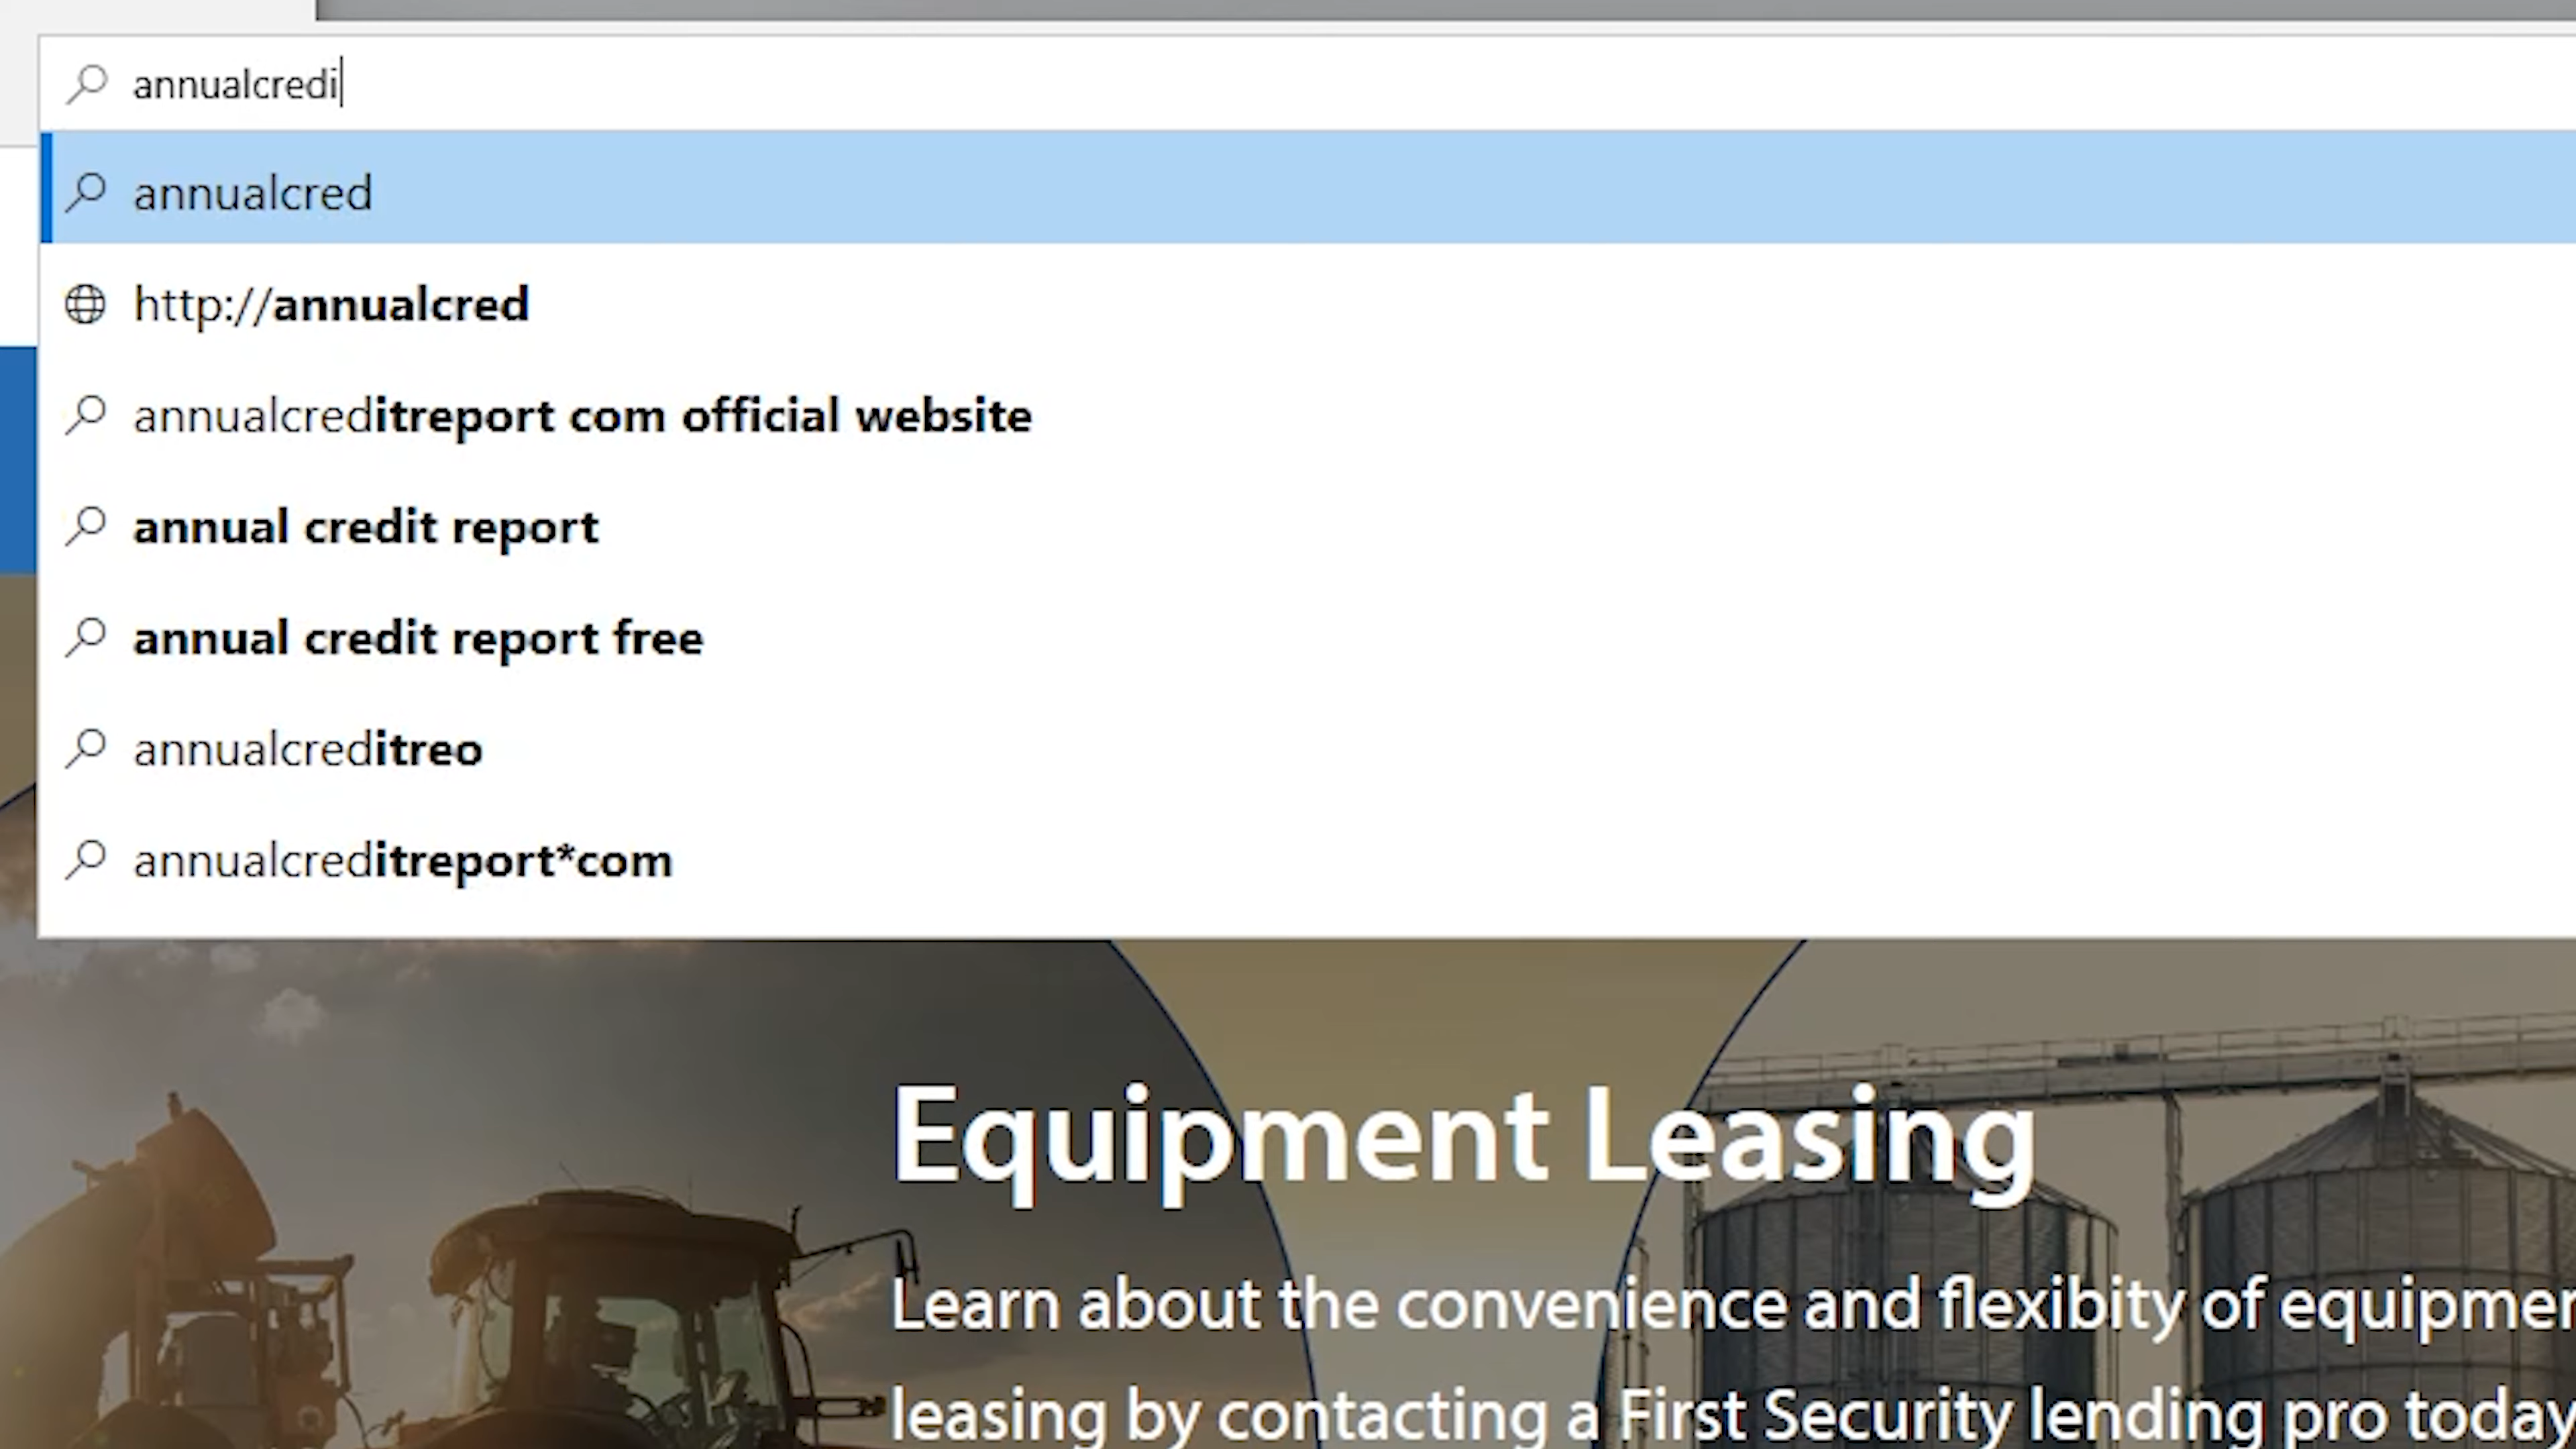 annualcredi
annualcred
http://annualcred
annualcreditreport com official website
annual credit report
annual credit report free
annualcreditreo
annualcreditreport*com
Equipment Leasing
Learn about the convenience and flexibity of
leasing by contacting a First Security lending pro today